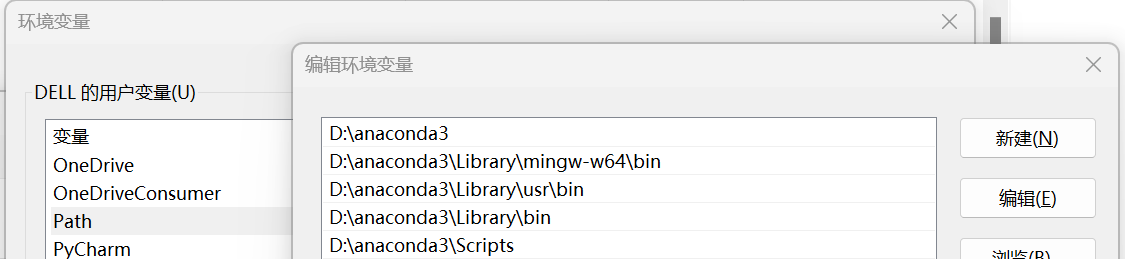 环境变量
编辑环境变量
DELL 的用户变量(U)
变量
OneDrive
OneDriveConsumer
Path
PyCharm
D:\anaconda3
D:\anaconda3\Library\mingw-w64\bin
D:\anaconda3\Library\usr\bin
D:\anaconda3\Library\bin
D:\anaconda3\Scripts
新建(N)
编辑(E)
浏览(B)